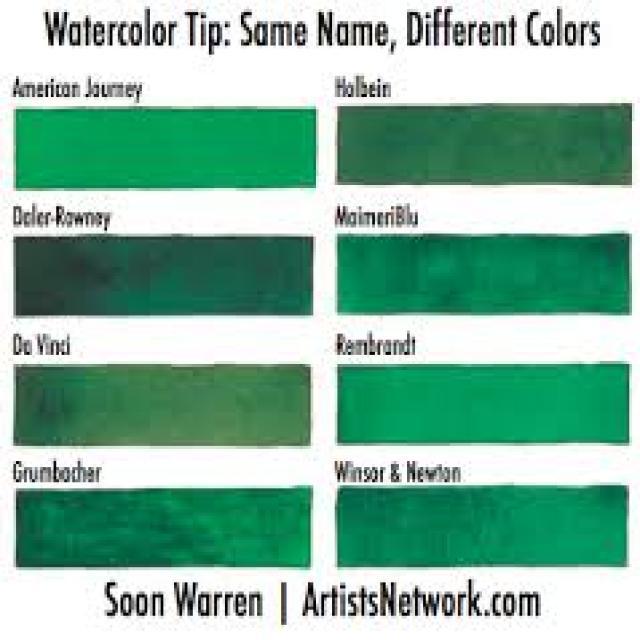 Watercolor Tip: Same Name, Different Colors
American Journey
Holbein
Daler-Rowney
MaimeriBlu
Da Vinci
Rembrandt
Grumbacher
Winsor & Newton
Soon Warren | ArtistsNetwork.com